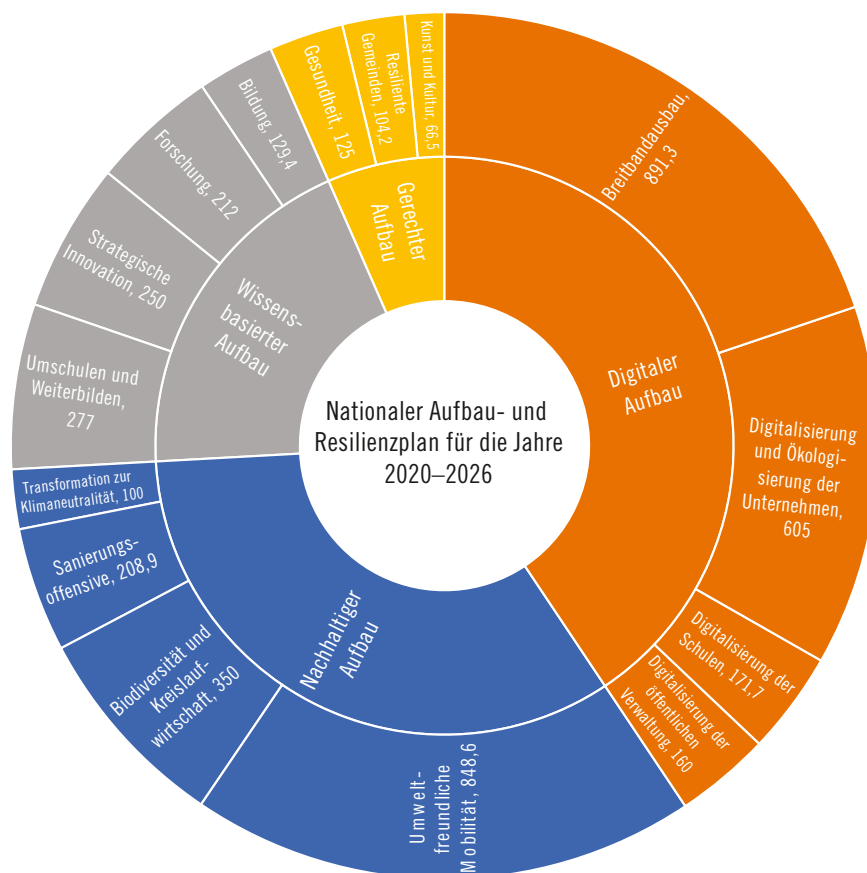 Nationaler Aufbau- und
Resilienzplan für die Jahre
2020–2026
Digitaler
Aufbau
Breitbandausbau,
891,3
Digitalisierung
und Ökologi-
sierung der
Unternehmen,
605
Digitalisierung der
Schulen, 171,7
Digitalisierung der
öffentlichen
Verwaltung, 160
Nachhaltiger
Aufbau
Umwelt-
freundliche
Mobilität, 848,6
Biodiversität und
Kreislauf-
wirtschaft, 350
Sanierungs-
offensive, 208,9
Transformation zur
Klimaneutralität, 100
Wissens-
basierter
Aufbau
Umschulen und
Weiterbilden,
277
Strategische
Innovation, 250
Forschung, 212
Bildung, 129,4
Gerechter
Aufbau
Gesundheit, 125
Resiliente
Gemeinden, 104,2
Kunst und Kultur, 66,5